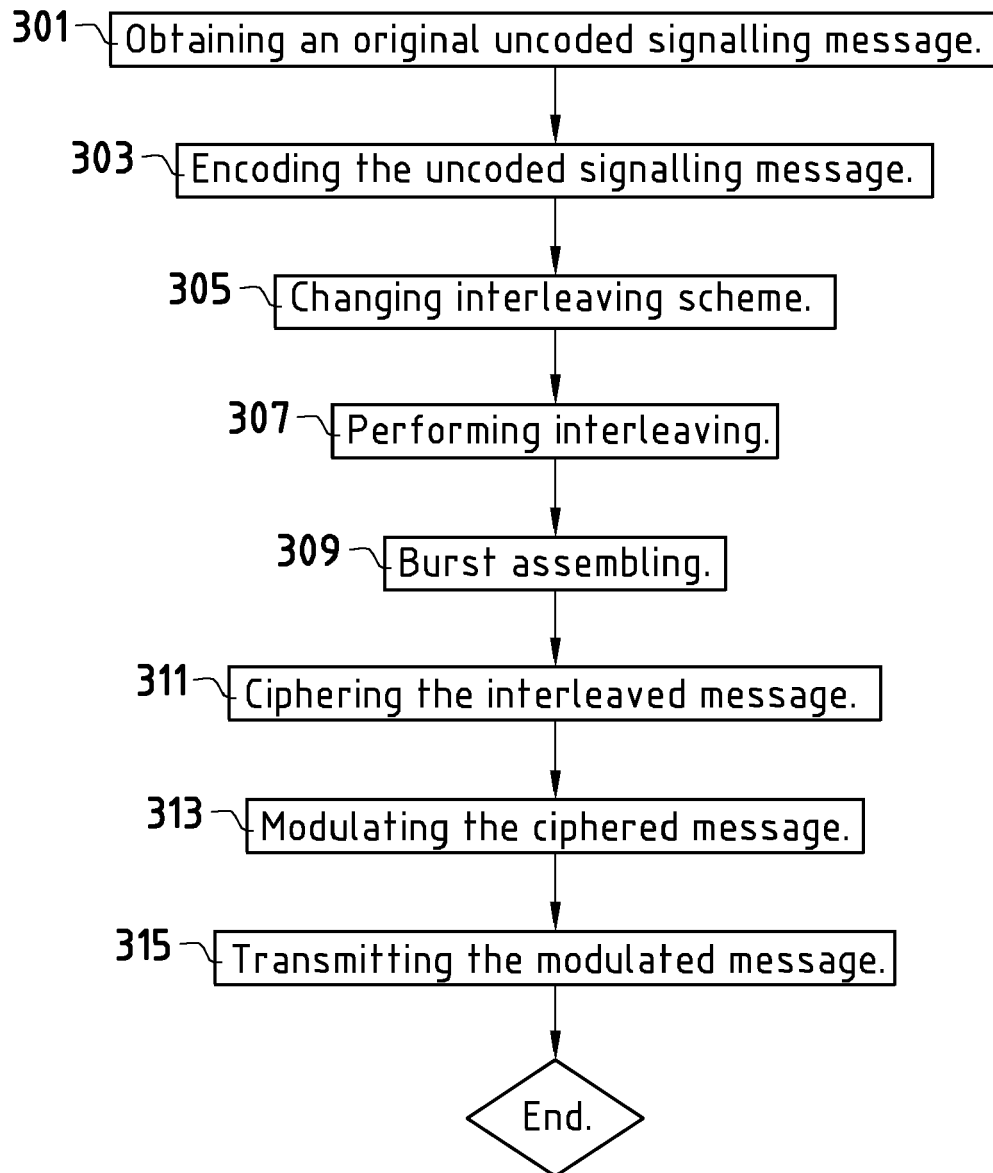 301 Obtaining an original uncoded signalling message.
303 Encoding the uncoded signalling message.
305 Changing interleaving scheme.
307 Performing interleaving.
309 Burst assembling.
311 Ciphering the interleaved message.
313 Modulating the ciphered message.
315 Transmitting the modulated message.
End.